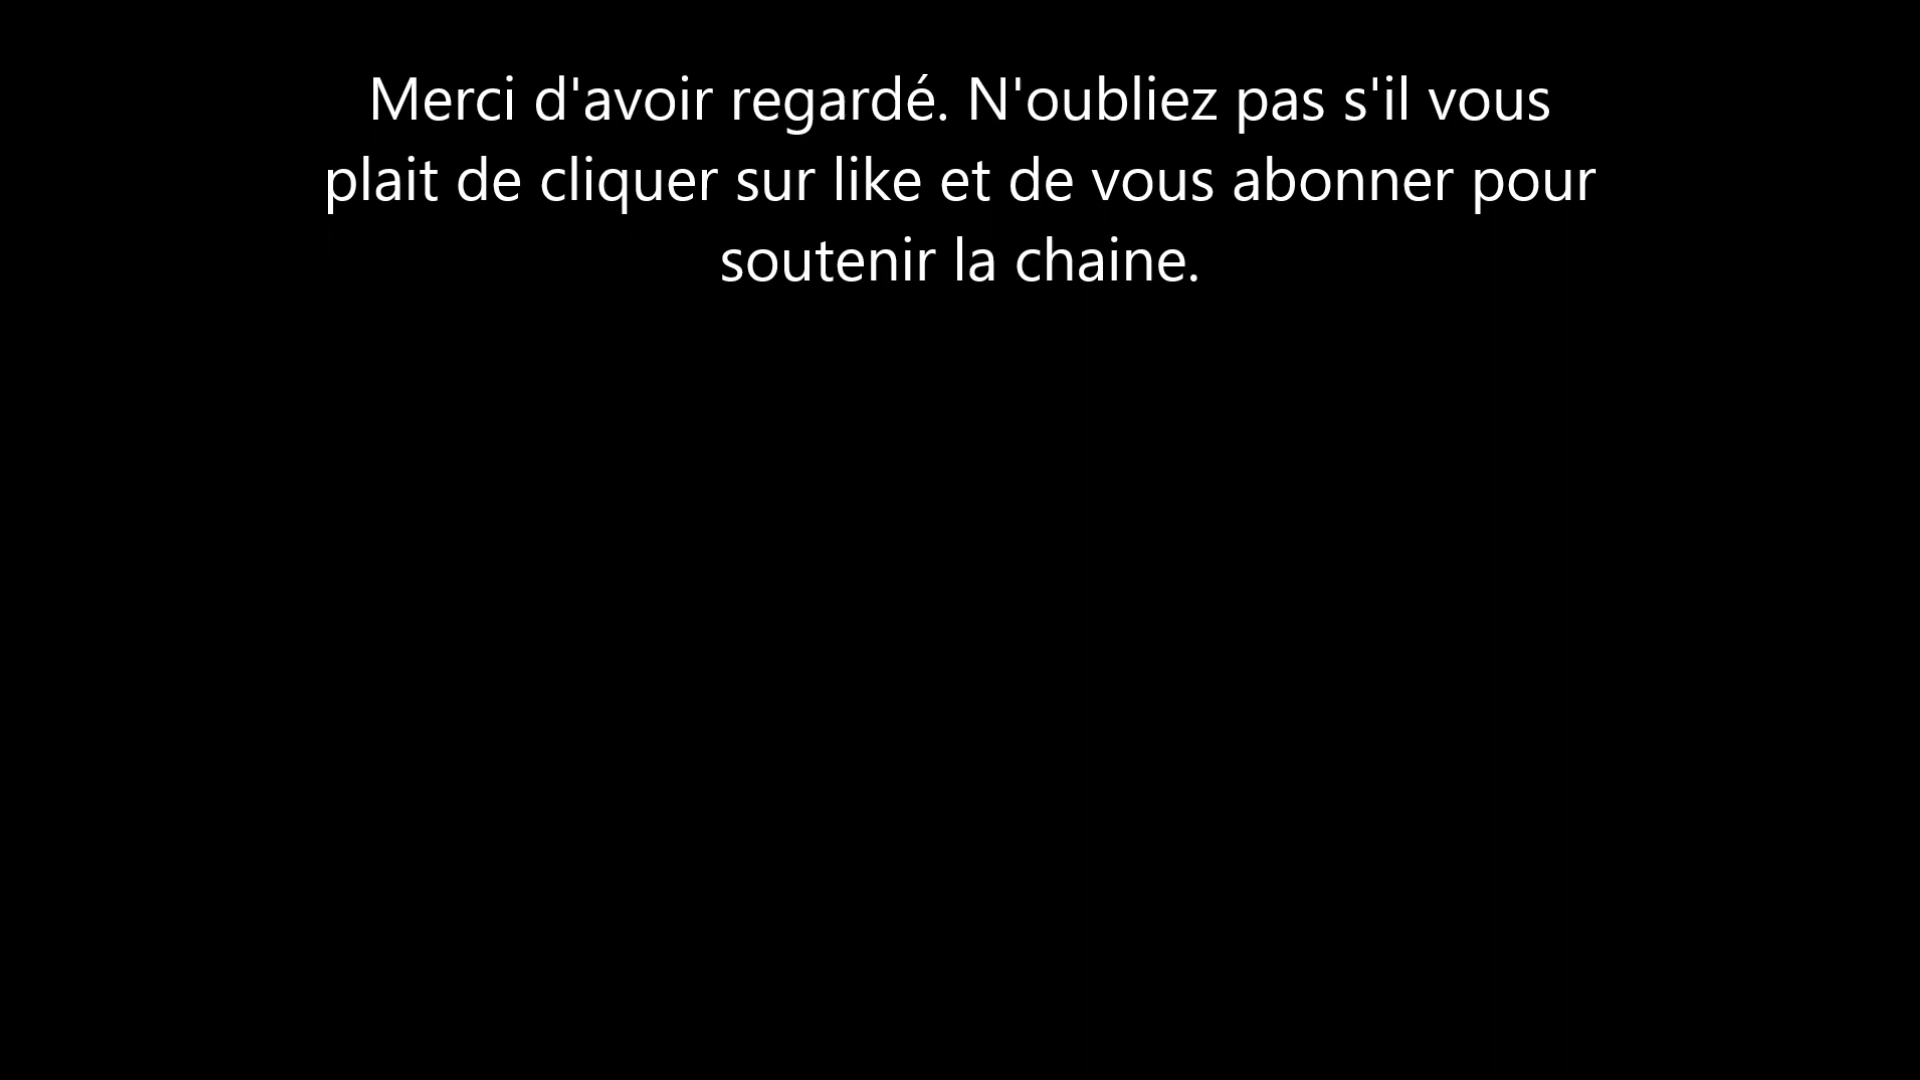 Merci d'avoir regardé. N'oubliez pas s'il vous
plait de cliquer sur like et de vous abonner pour
soutenir la chaine.